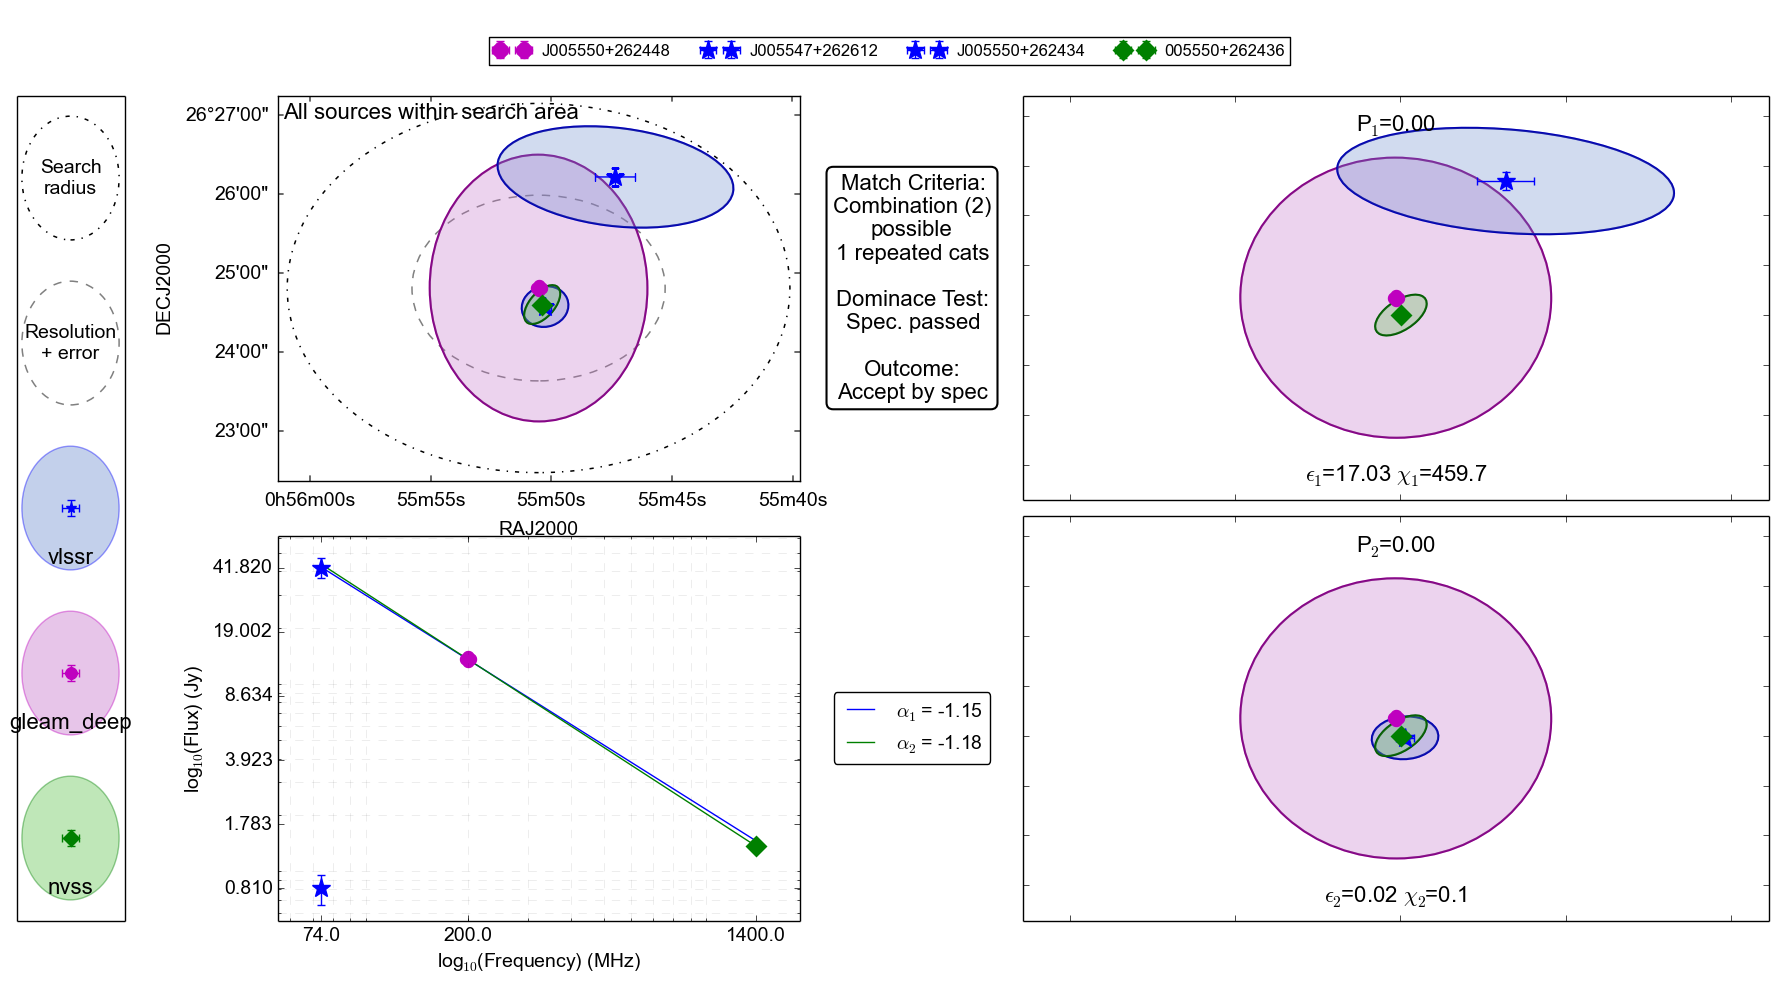 J005550+262448 J005547+262612 J005550+262434 005550+262436
Search
radius
Resolution
+ error
vlssr
gleam_deep
nvss
All sources within search area
26°27'00"
26'00"
25'00"
24'00"
23'00"
DECJ2000
0h56m00s 55m55s 55m50s 55m45s 55m40s
RAJ2000
Match Criteria:
Combination (2)
possible
1 repeated cats
Dominace Test:
Spec. passed
Outcome:
Accept by spec
P₁=0.00
ϵ₁=17.03 χ₁=459.7
41.820
19.002
8.634
3.923
1.783
0.810
log₁₀(Flux) (Jy)
74.0 200.0 1400.0
log₁₀(Frequency) (MHz)
α₁ = -1.15
α₂ = -1.18
P₂=0.00
ϵ₂=0.02 χ₂=0.1